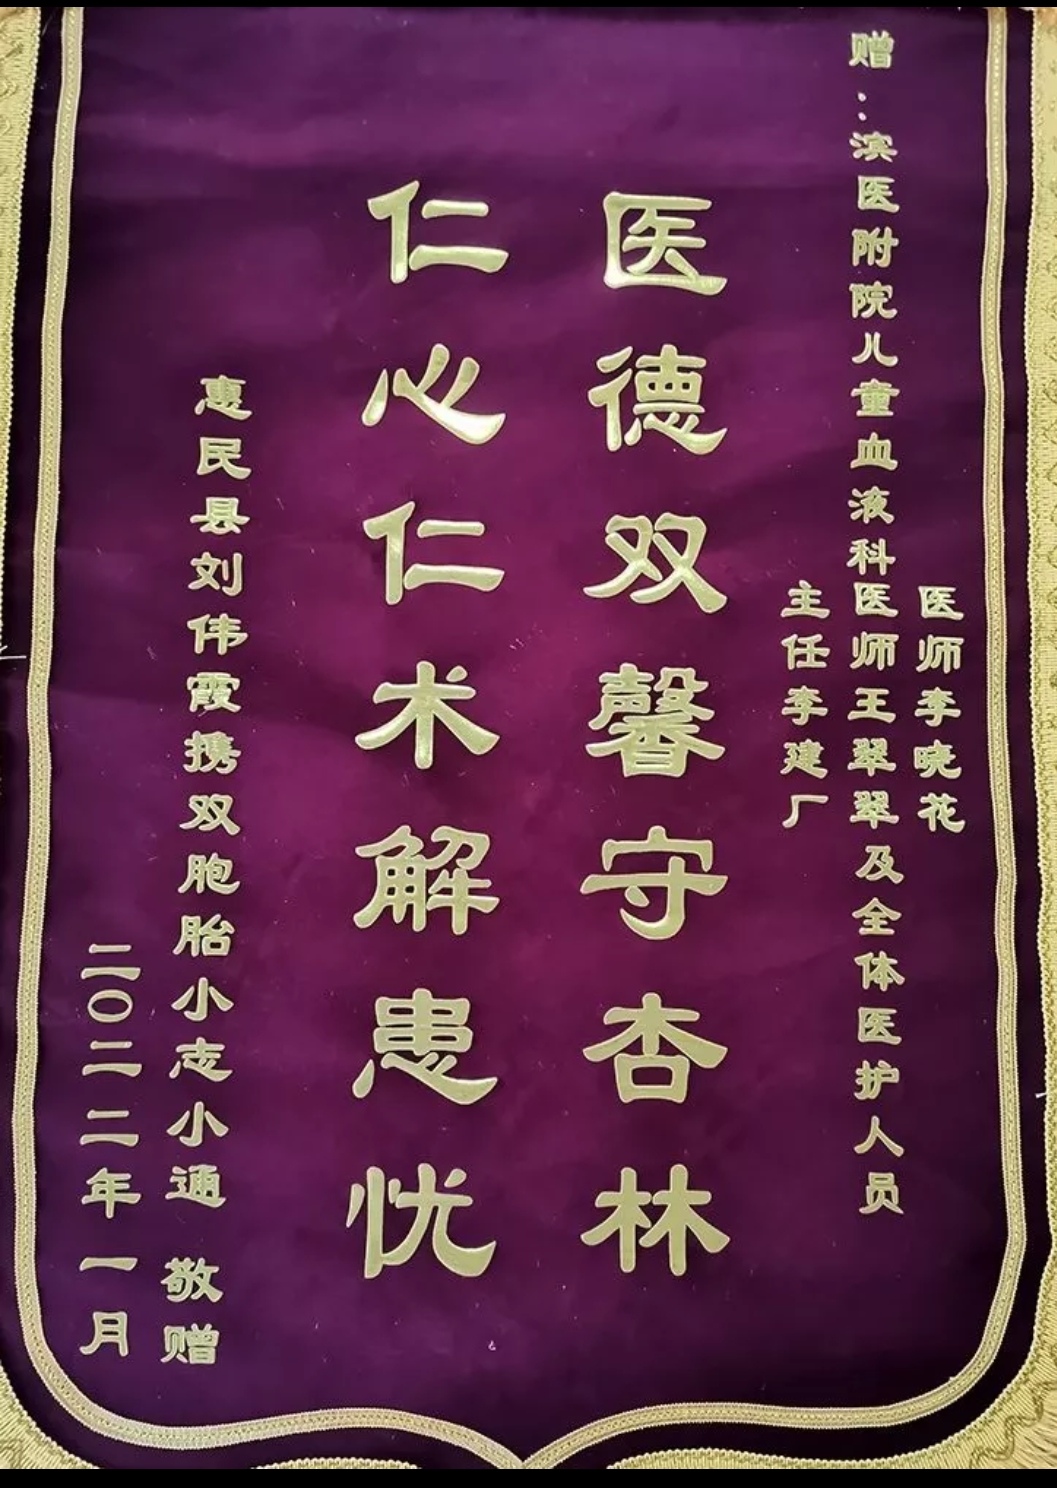 赠：滨医附院儿童血液科
医师李晓花
医师王翠翠及全体医护人员
主任李建厂
医德双馨守杏林
仁心仁术解患忧
惠民县刘伟霞携双胞胎小志小通 敬赠
二〇二二年一月